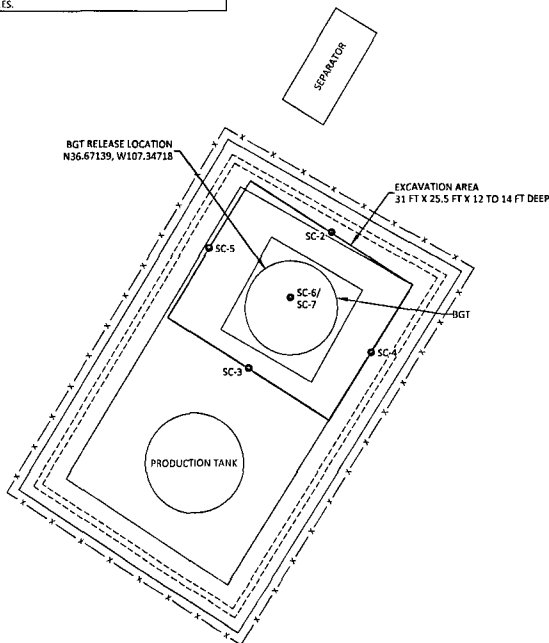 ES.
SEPARATOR
BGT RELEASE LOCATION
N36.67139, W107.34718
EXCAVATION AREA
31 FT X 25.5 FT X 12 TO 14 FT DEEP
SC-2
SC-5
SC-6/
SC-7
BGT
SC-4
SC-3
PRODUCTION TANK